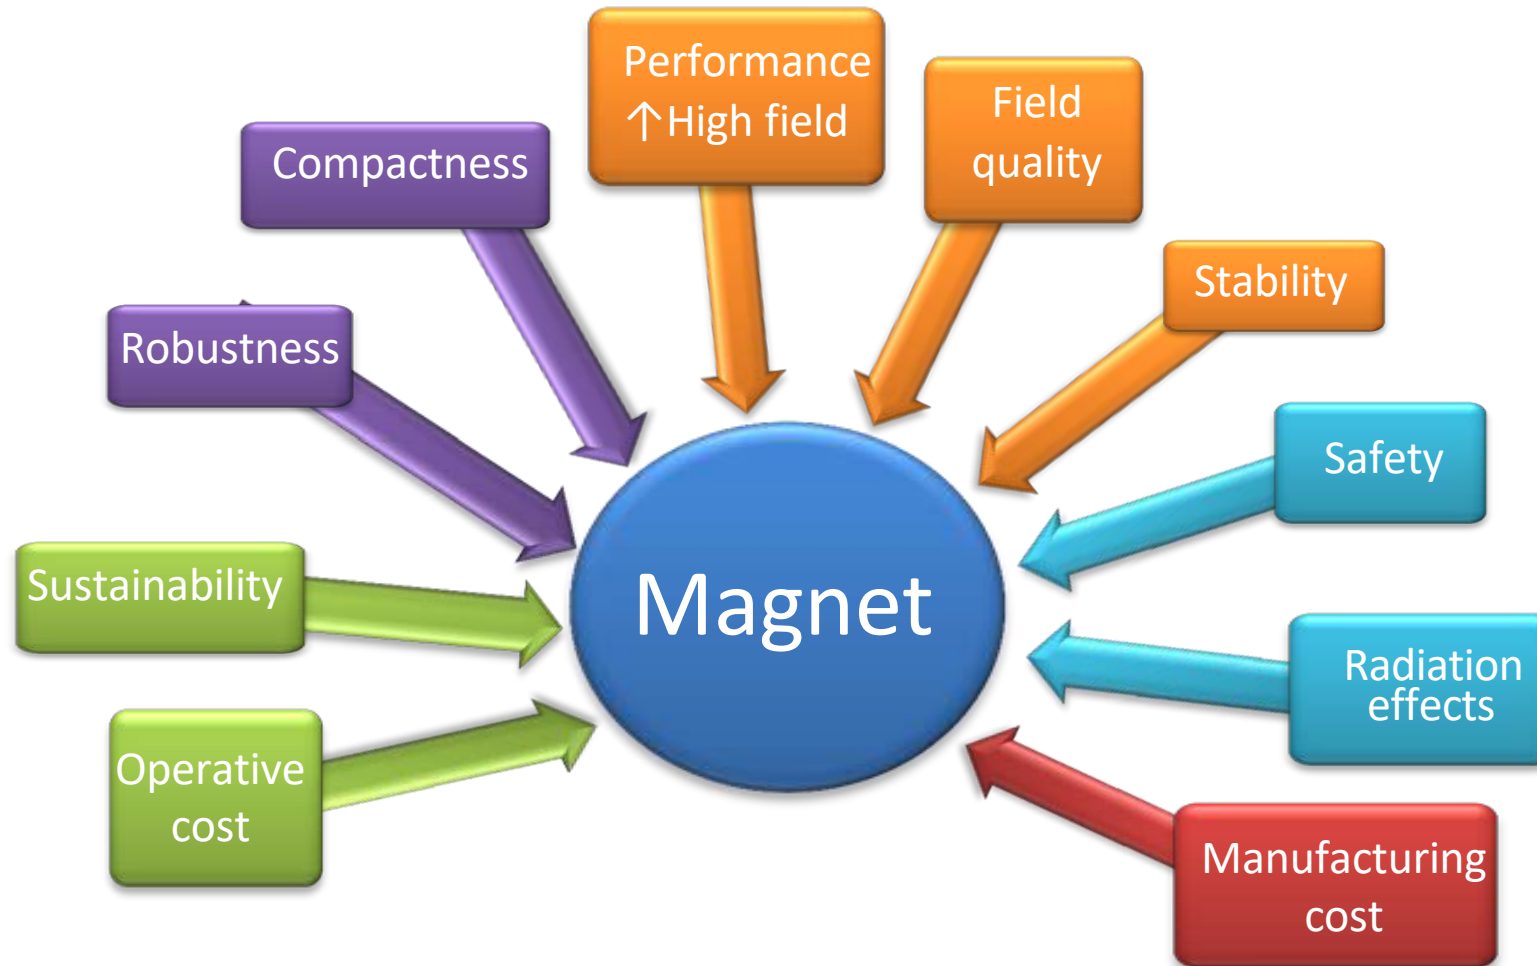 Performance
↑High field
Field
quality
Compactness
Stability
Robustness
Safety
Sustainability
Magnet
Radiation
effects
Operative
cost
Manufacturing
cost